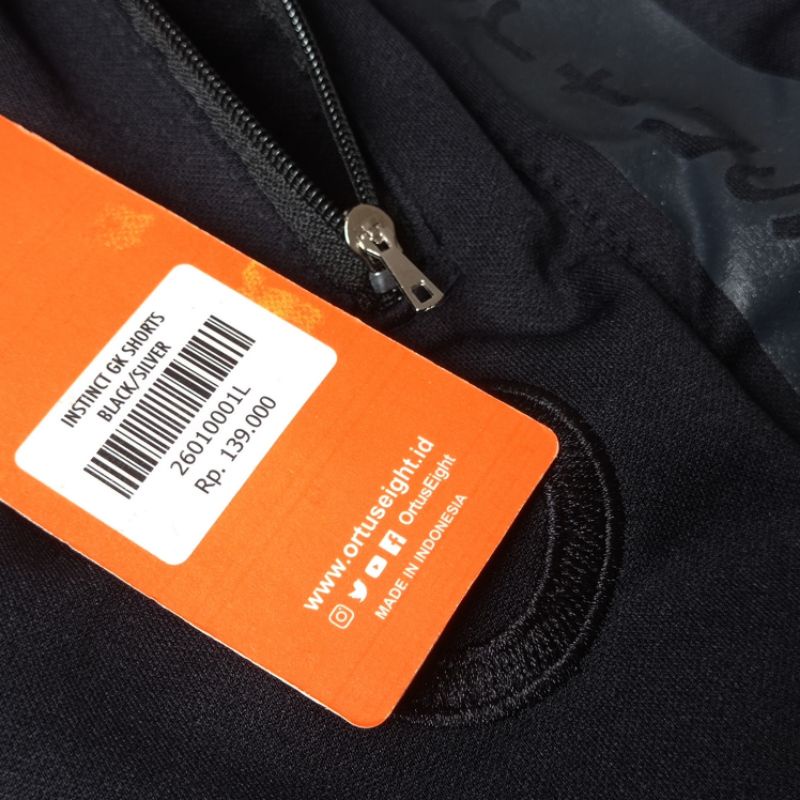 INSTINCT GK SHORTS
BLACK/SILVER
26010001L
Rp. 139.000
www.ortuseight.id
OrtusEight
MADE IN INDONESIA